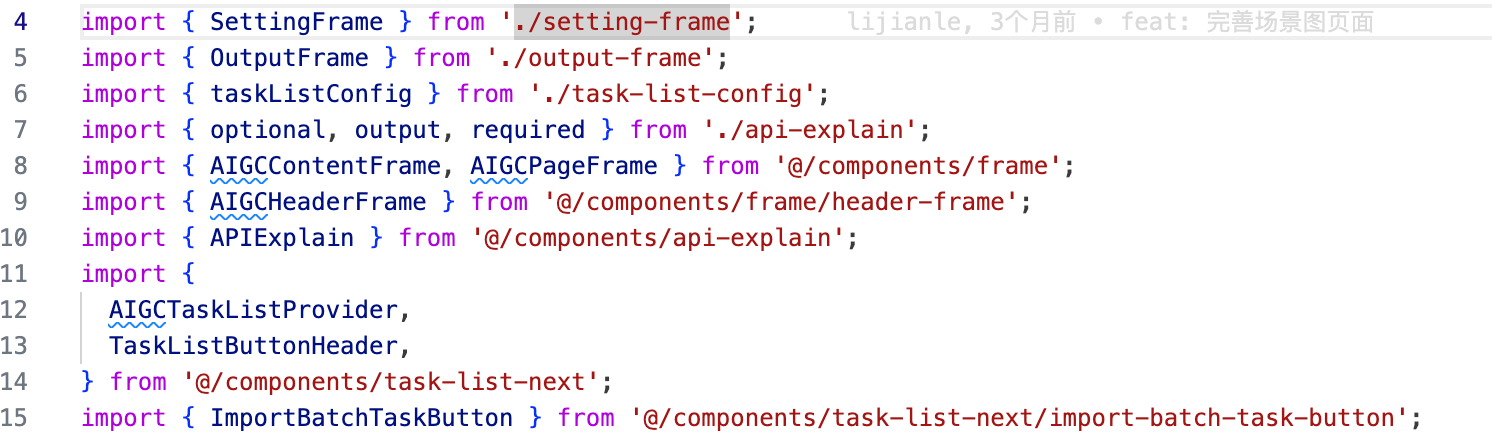 4 import { SettingFrame } from './setting-frame'; lijianle, 3个月前 • feat: 完善场景图页面
5 import { OutputFrame } from './output-frame';
6 import { taskListConfig } from './task-list-config';
7 import { optional, output, required } from './api-explain';
8 import { AIGCContentFrame, AIGCPageFrame } from '@/components/frame';
9 import { AIGCHeaderFrame } from '@/components/frame/header-frame';
10 import { APIExplain } from '@/components/api-explain';
11 import {
12 AIGCTaskListProvider,
13 TaskListButtonHeader,
14 } from '@/components/task-list-next';
15 import { ImportBatchTaskButton } from '@/components/task-list-next/import-batch-task-button';